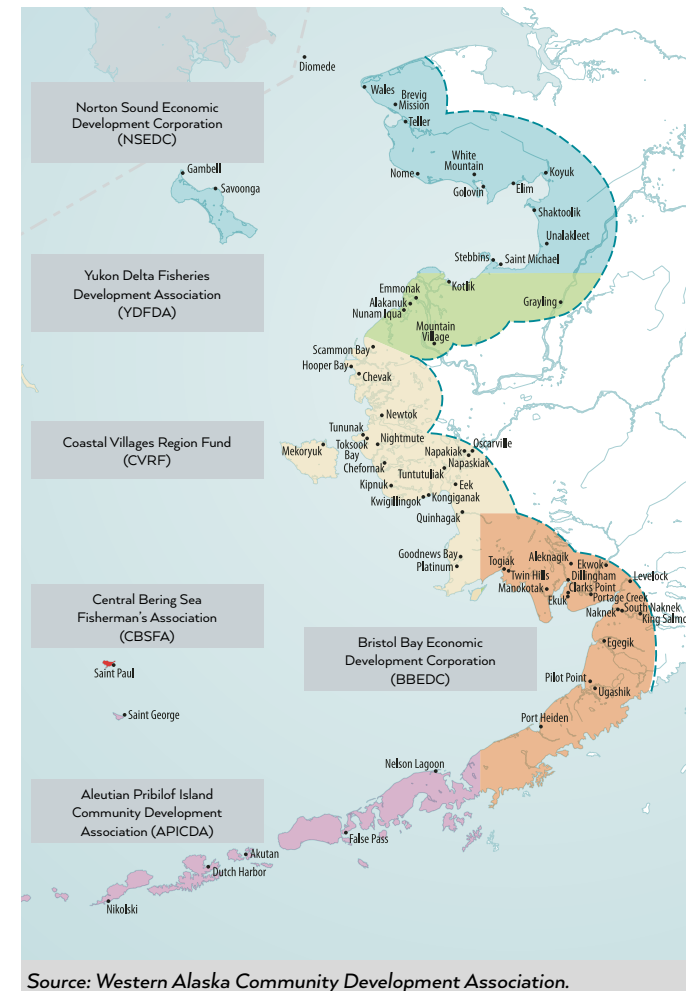 Diomede
Wales
Brevig
Mission
Teller
Norton Sound Economic
Development Corporation
(NSEDC)
Gambell
Savoonga
White
Mountain
Nome
Golovin
Elim
Koyuk
Shaktoolik
Unalakleet
Stebbins
Saint Michael
Yukon Delta Fisheries
Development Association
(YDFDA)
Emmonak
Kotlik
Alakanuk
Nunam Iqua
Grayling
Mountain
Village
Scammon Bay
Hooper Bay
Chevak
Newtok
Coastal Villages Region Fund
(CVRF)
Tununak
Toksook
Bay
Nightmute
Mekoryuk
Oscarville
Napakiak
Napaskiak
Chefornak
Tuntutuliak
Kipnuk
Eek
Kwigillingok
Kongiganak
Quinhagak
Goodnews Bay
Platinum
Togiak
Twin Hills
Manokotak
Aleknagik
Ekwok
Dillingham
Levelock
Clarks Point
Portage Creek
Ekuk
Naknek
South Naknek
King Salmo
Central Bering Sea
Fisherman's Association
(CBSFA)
Bristol Bay Economic
Development Corporation
(BBEDC)
Egegik
Saint Paul
Pilot Point
Ugashik
Saint George
Port Heiden
Nelson Lagoon
Aleutian Pribilof Island
Community Development
Association (APICDA)
False Pass
Akutan
Dutch Harbor
Nikolski
Source: Western Alaska Community Development Association.